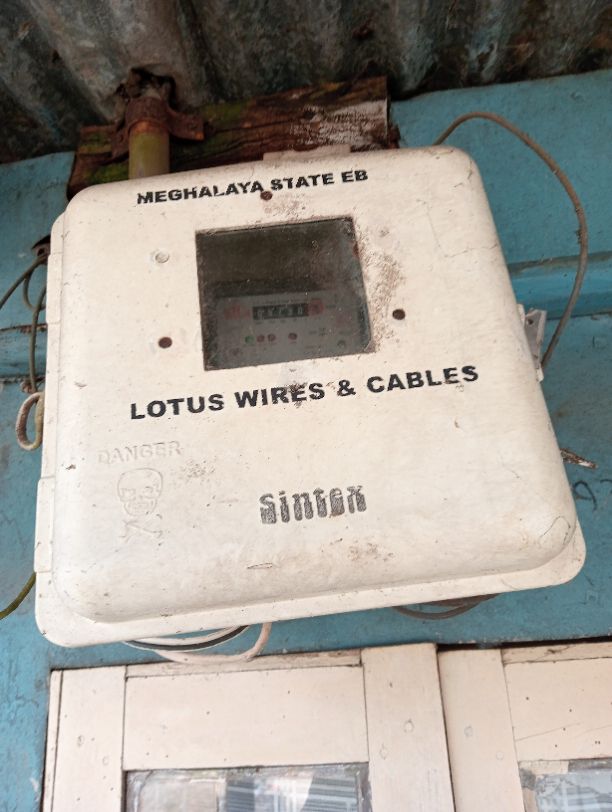 MEGHALAYA STATE EB
LOTUS WIRES & CABLES
DANGER
Sintex